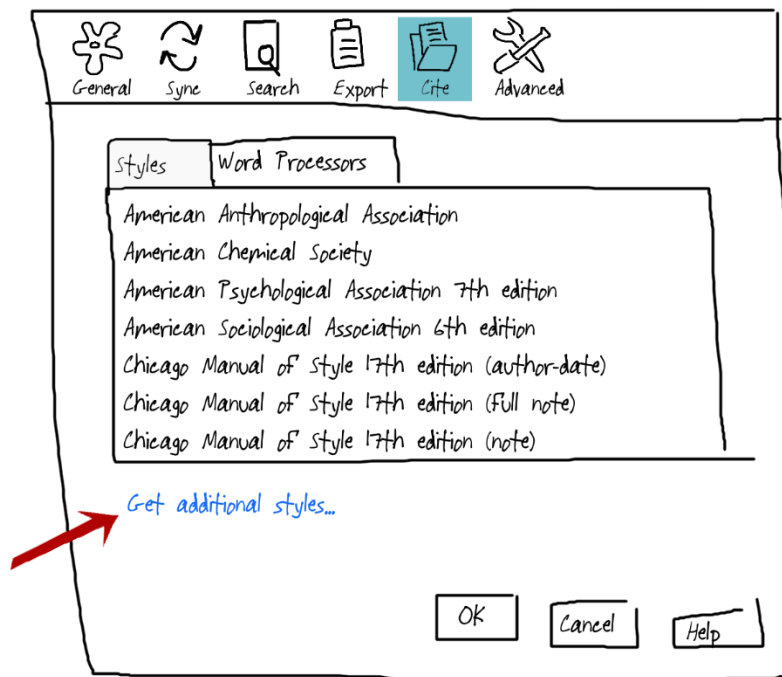 General Sync Search Export Cite Advanced
Styles Word Processors
American Anthropological Association
American Chemical Society
American Psychological Association 7th edition
American Sociological Association 6th edition
Chicago Manual of Style 17th edition (author-date)
Chicago Manual of Style 17th edition (full note)
Chicago Manual of Style 17th edition (note)
Get additional styles...
OK Cancel Help